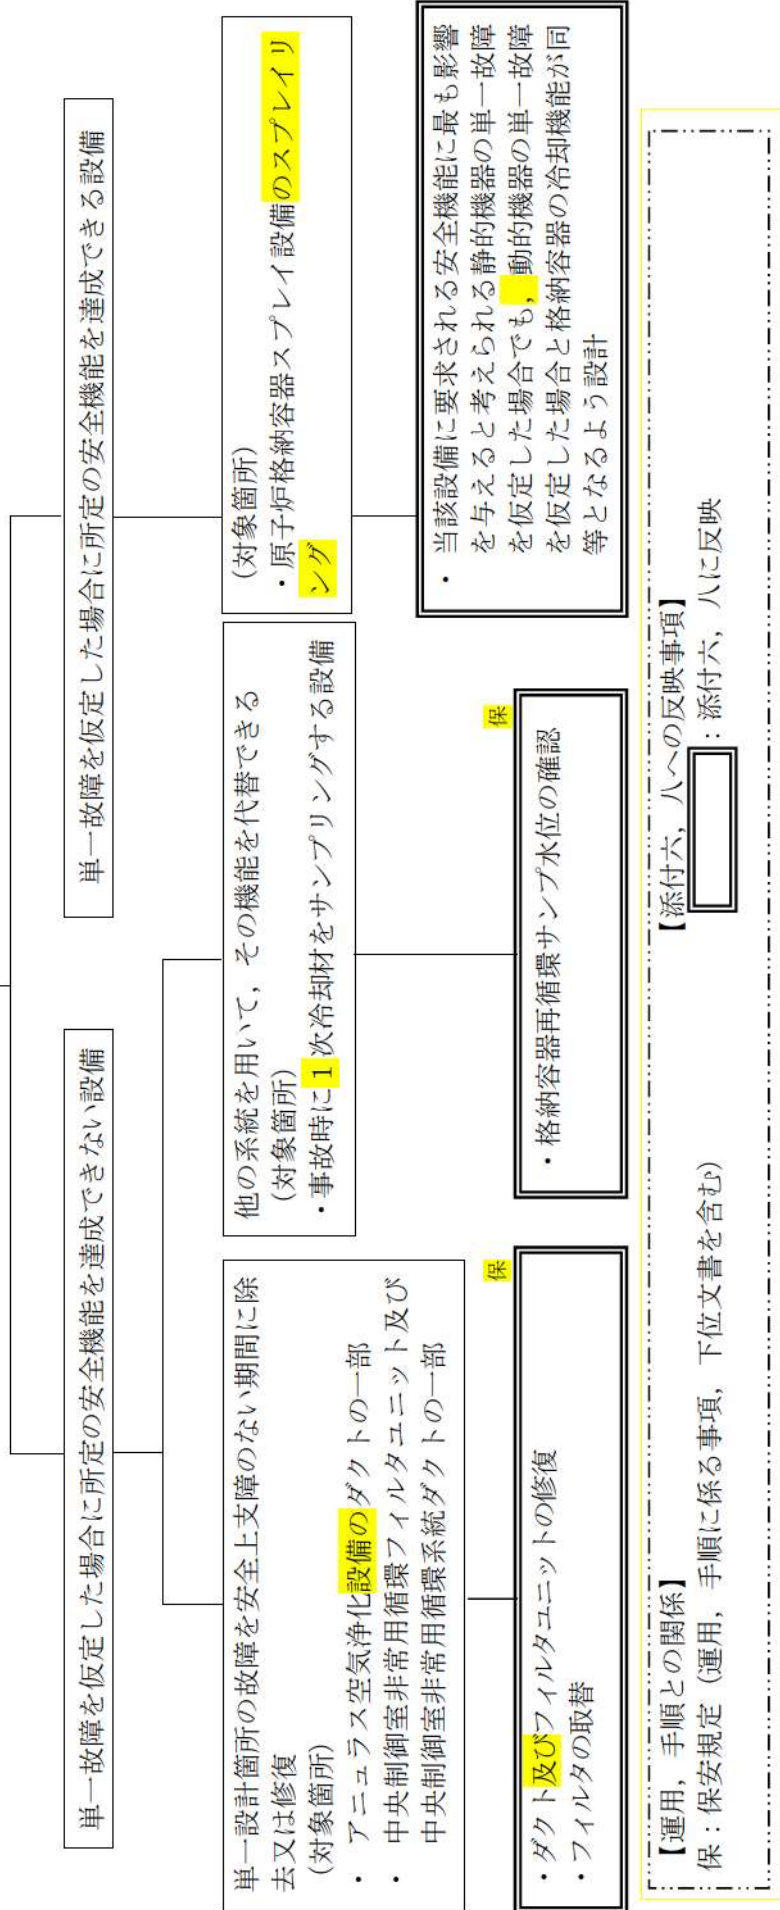 単一故障を仮定した場合に所定の安全機能を達成できない設備
単一設計箇所の故障を安全上支障のない期間に除
去又は修復
(対象箇所)
・ アニュラス空気浄化設備のダクトの一部
・ 中央制御室非常用循環フィルタユニット及び
中央制御室非常用循環系統ダクトの一部
保
・ダクト及びフィルタユニットの修復
・フィルタの取替
他の系統を用いて，その機能を代替できる
(対象箇所)
・事故時に1次冷却材をサンプリングする設備
保
・格納容器再循環サンプ水位の確認
単一故障を仮定した場合に所定の安全機能を達成できる設備
(対象箇所)
・原子炉格納容器スプレイ設備のスプレイリ
ング
・ 当該設備に要求される安全機能に最も影響
を与えると考えられる静的機器の単一故障
を仮定した場合でも，動的機器の単一故障
を仮定した場合と格納容器の冷却機能が同
等となるよう設計
【運用，手順との関係】
保：保安規定（運用，手順に係る事項，下位文書を含む）
【添付六，八への反映事項】
：添付六，八に反映